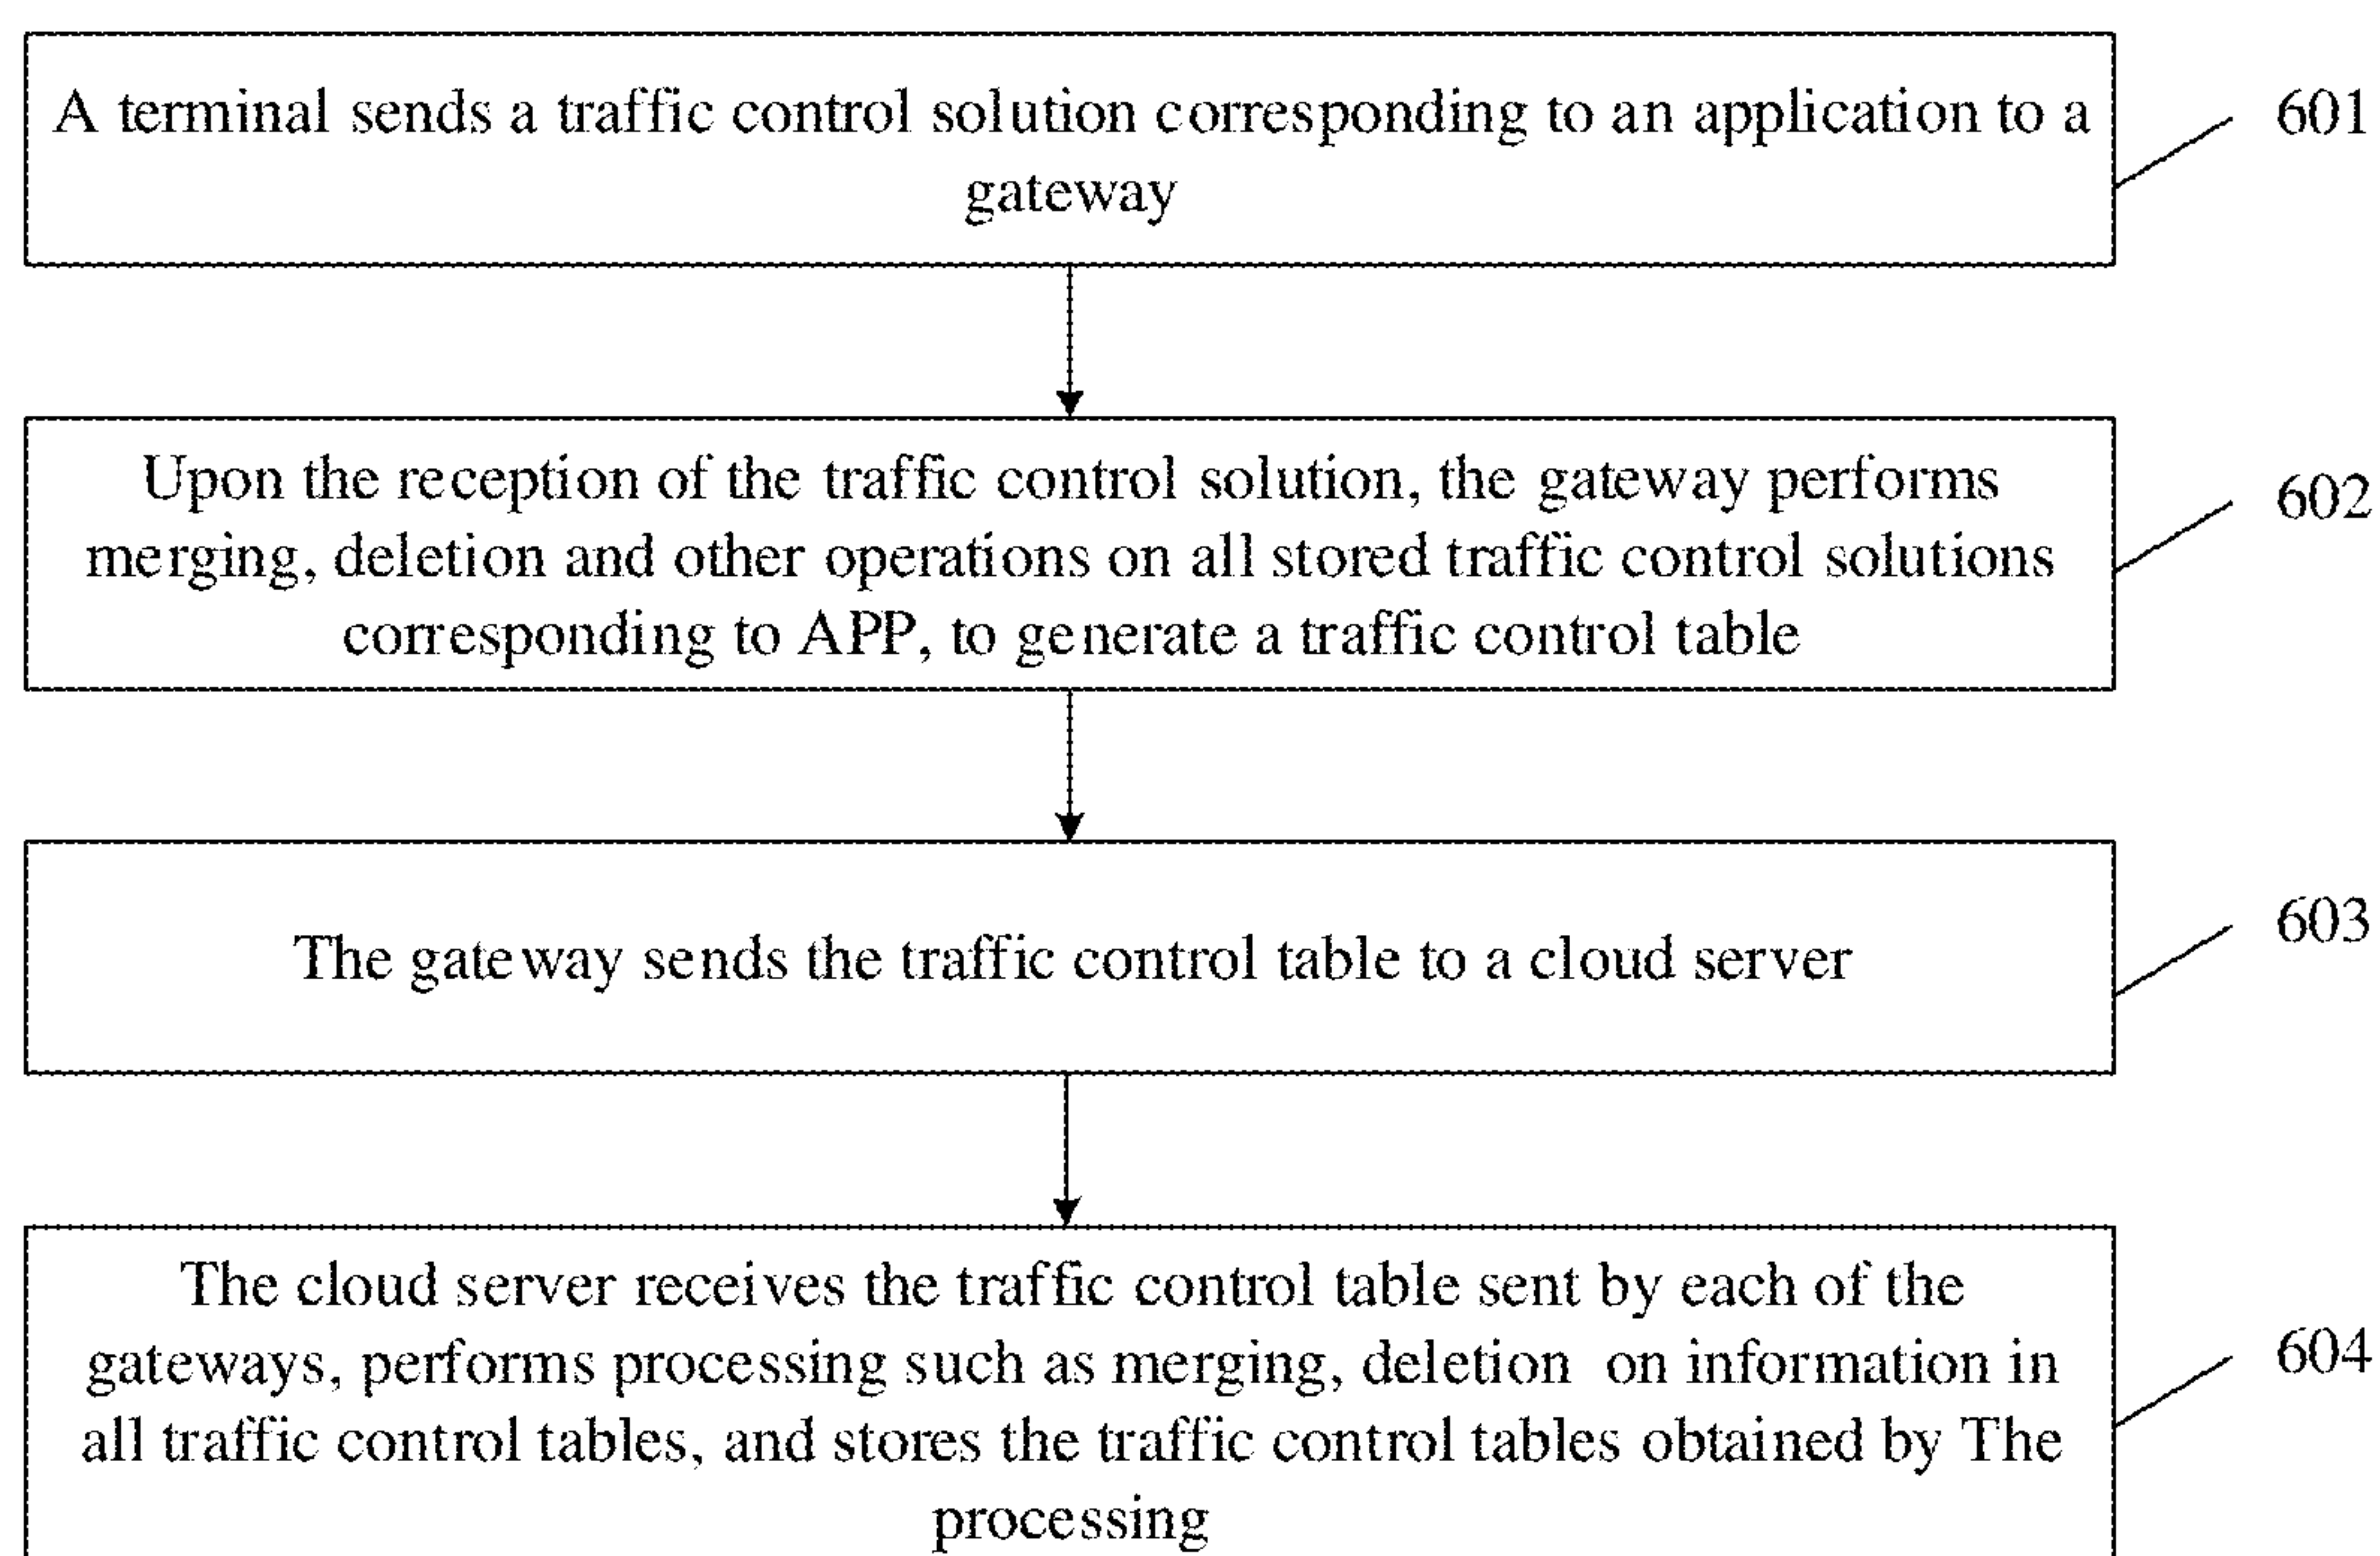 A terminal sends a traffic control solution corresponding to an application to a
gateway
601
Upon the reception of the traffic control solution, the gateway performs
merging, deletion and other operations on all stored traffic control solutions
corresponding to APP, to generate a traffic control table
602
The gateway sends the traffic control table to a cloud server
603
The cloud server receives the traffic control table sent by each of the
gateways, performs processing such as merging, deletion on information in
all traffic control tables, and stores the traffic control tables obtained by The
processing
604